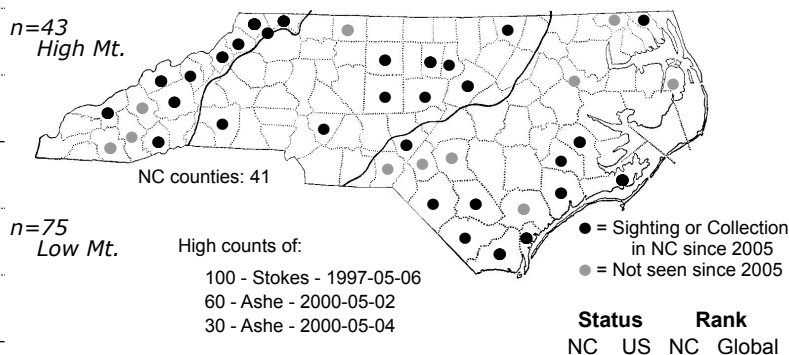 n=43
High Mt.
NC counties: 41
n=75
Low Mt.
High counts of:
100 - Stokes - 1997-05-06
60 - Ashe - 2000-05-02
30 - Ashe - 2000-05-04
= Sighting or Collection
in NC since 2005
= Not seen since 2005
Status Rank
NC US NC Global